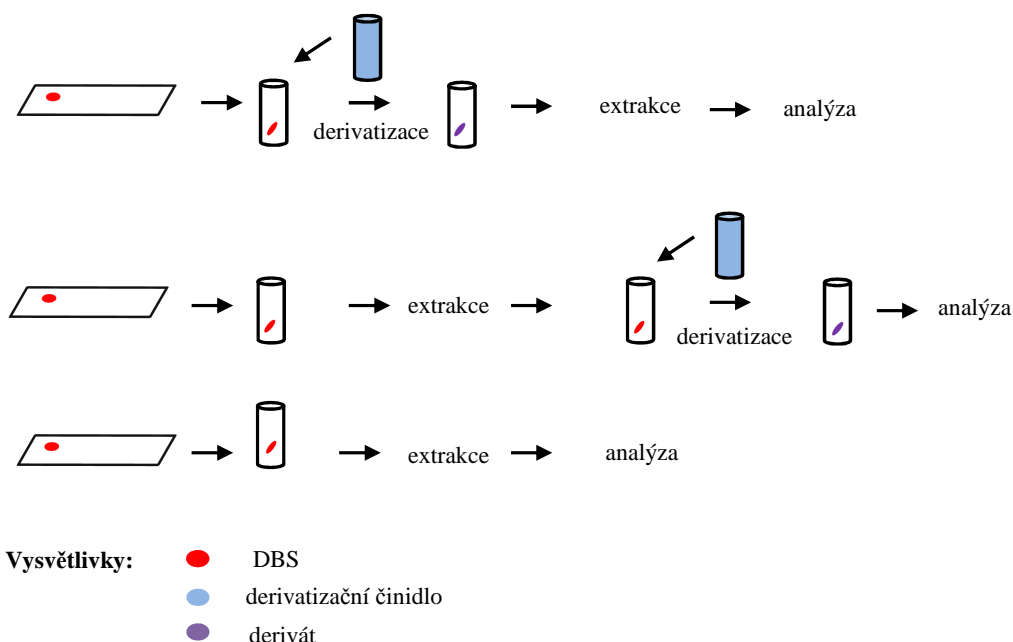 extrakce
analýza
derivatizace
extrakce
analýza
derivatizace
extrakce
analýza
Vysvětlivky:
DBS
derivatizační činidlo
derivát